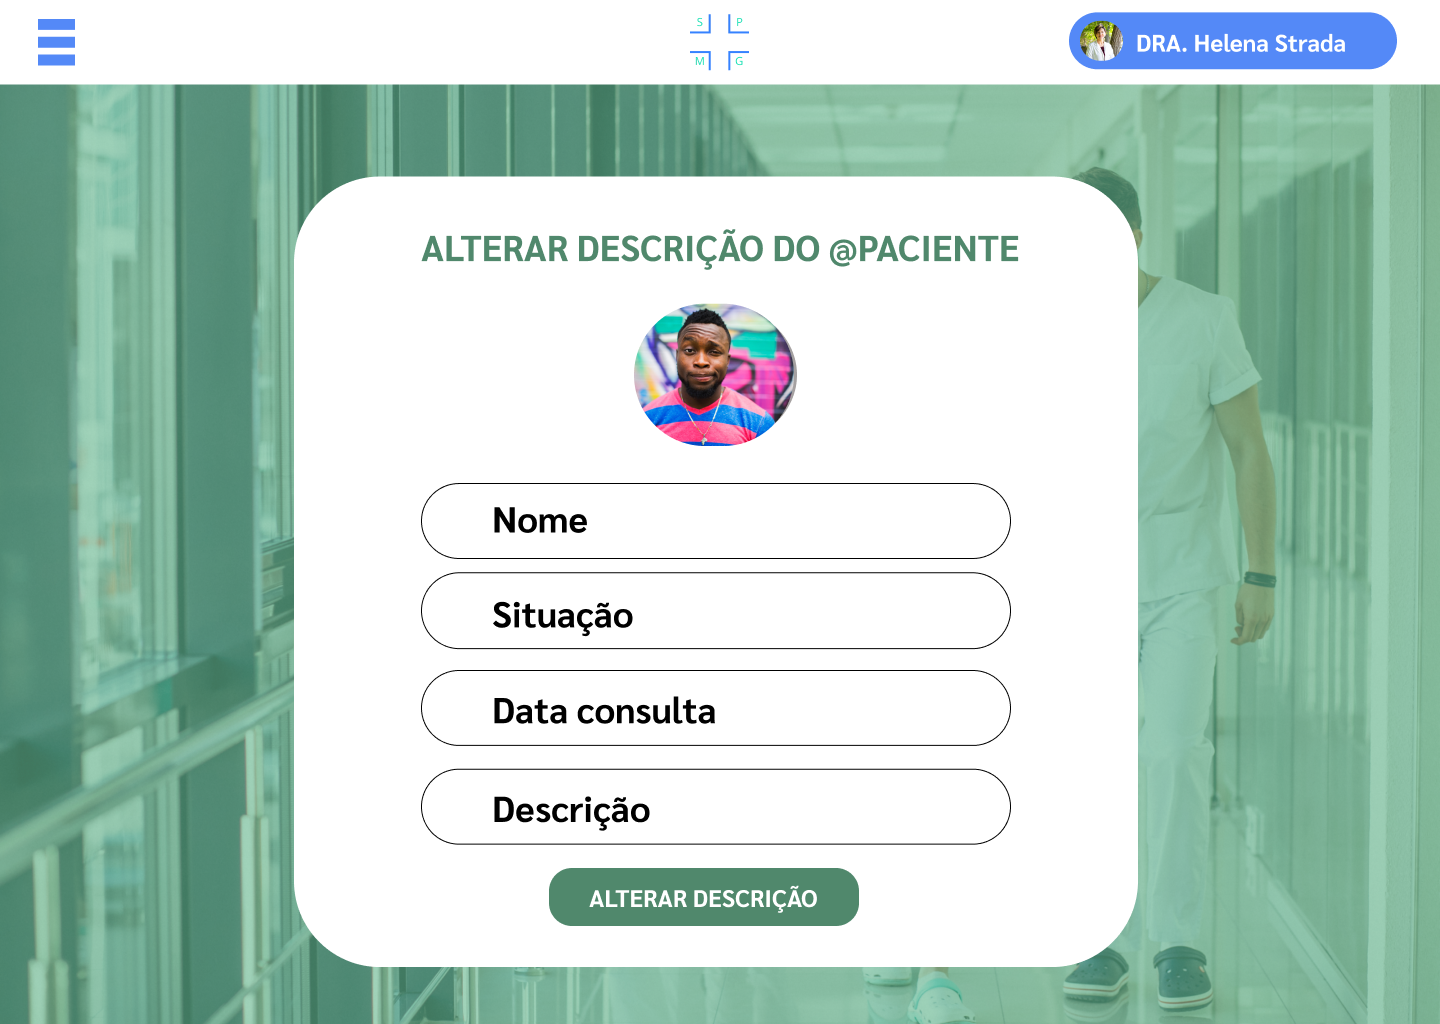 S P
M G
DRA. Helena Strada
ALTERAR DESCRIÇÃO DO @PACIENTE
Nome
Situação
Data consulta
Descrição
ALTERAR DESCRIÇÃO